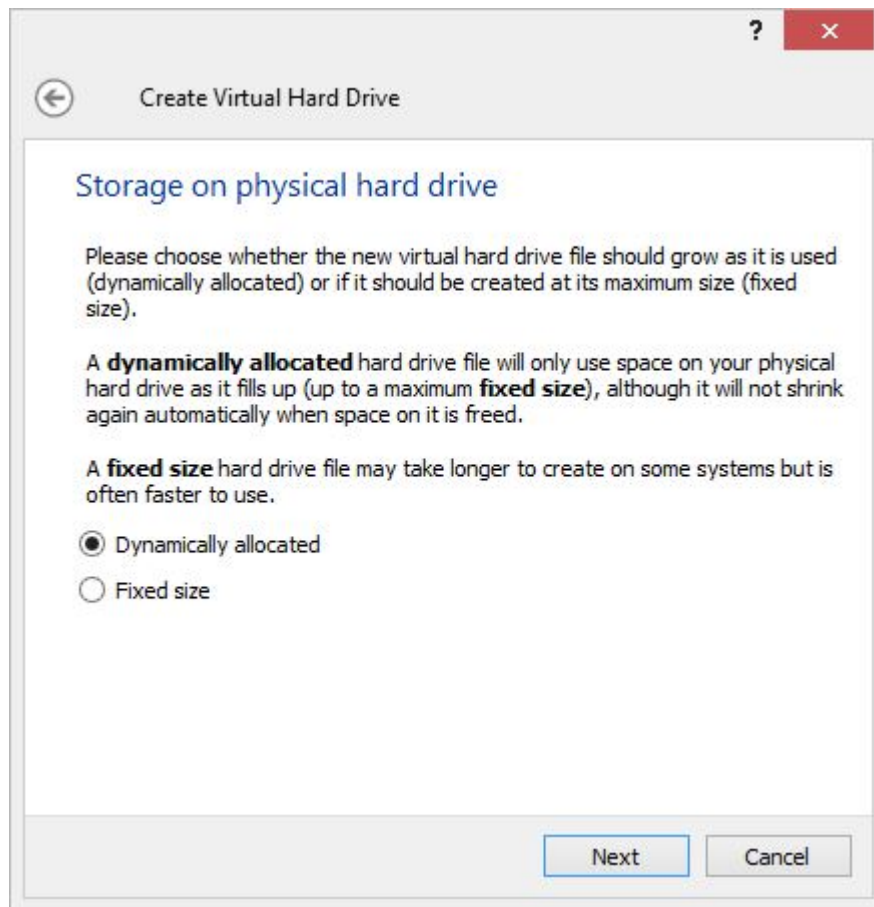 ?
Create Virtual Hard Drive
Storage on physical hard drive
Please choose whether the new virtual hard drive file should grow as it is used
(dynamically allocated) or if it should be created at its maximum size (fixed
size).
A dynamically allocated hard drive file will only use space on your physical
hard drive as it fills up (up to a maximum fixed size), although it will not shrink
again automatically when space on it is freed.
A fixed size hard drive file may take longer to create on some systems but is
often faster to use.
Dynamically allocated
Fixed size
Next Cancel